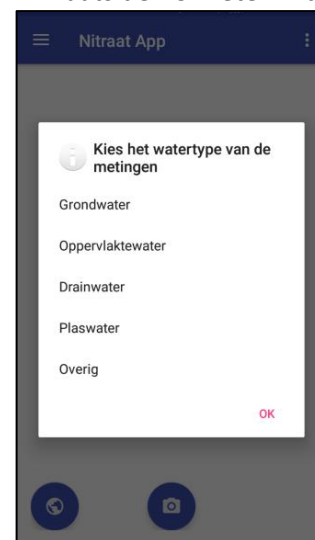 Nitraat App
Kies het watertype van de
metingen
Grondwater
Oppervlaktewater
Drainwater
Plaswater
Overig
OK